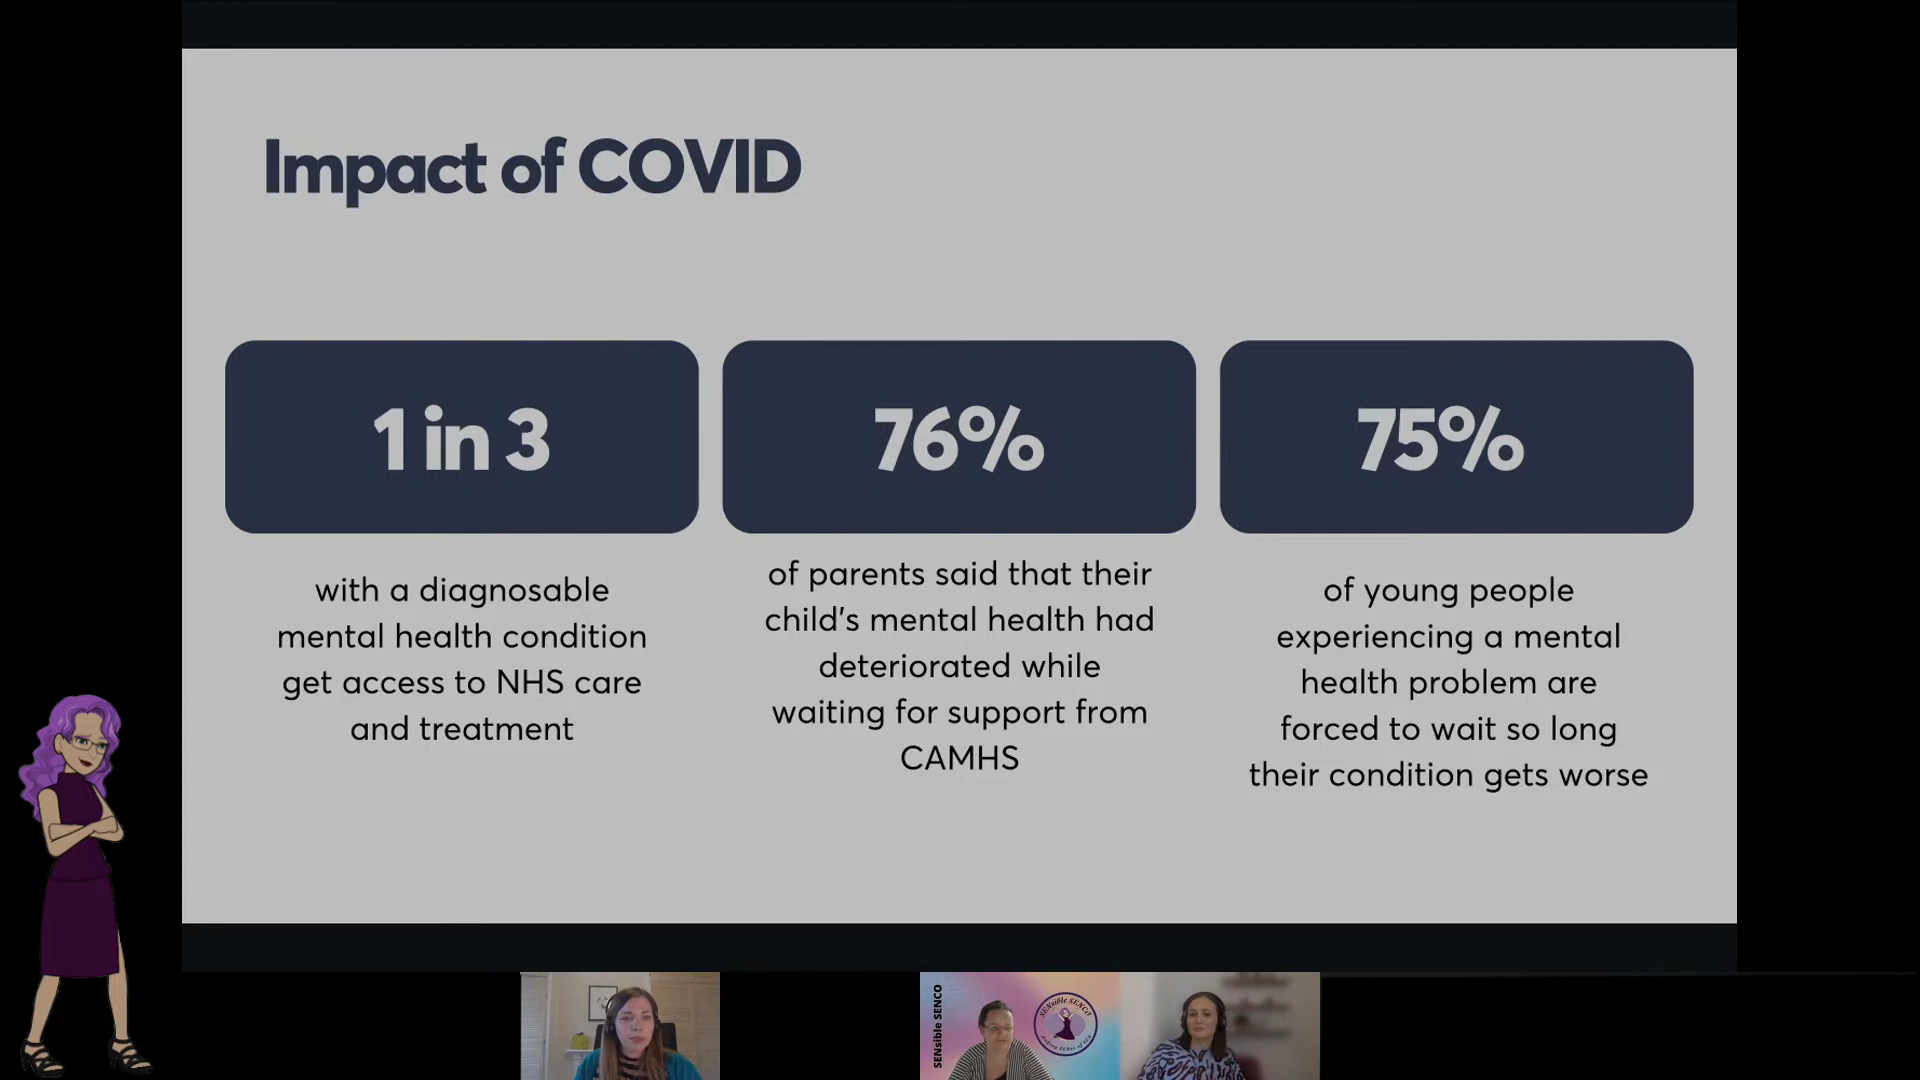 Impact of COVID
1 in 3
with a diagnosable
mental health condition
get access to NHS care
and treatment
76%
of parents said that their
child's mental health had
deteriorated while
waiting for support from
CAMHS
75%
of young people
experiencing a mental
health problem are
forced to wait so long
their condition gets worse
SENsible SENCO
SENsible SENCO